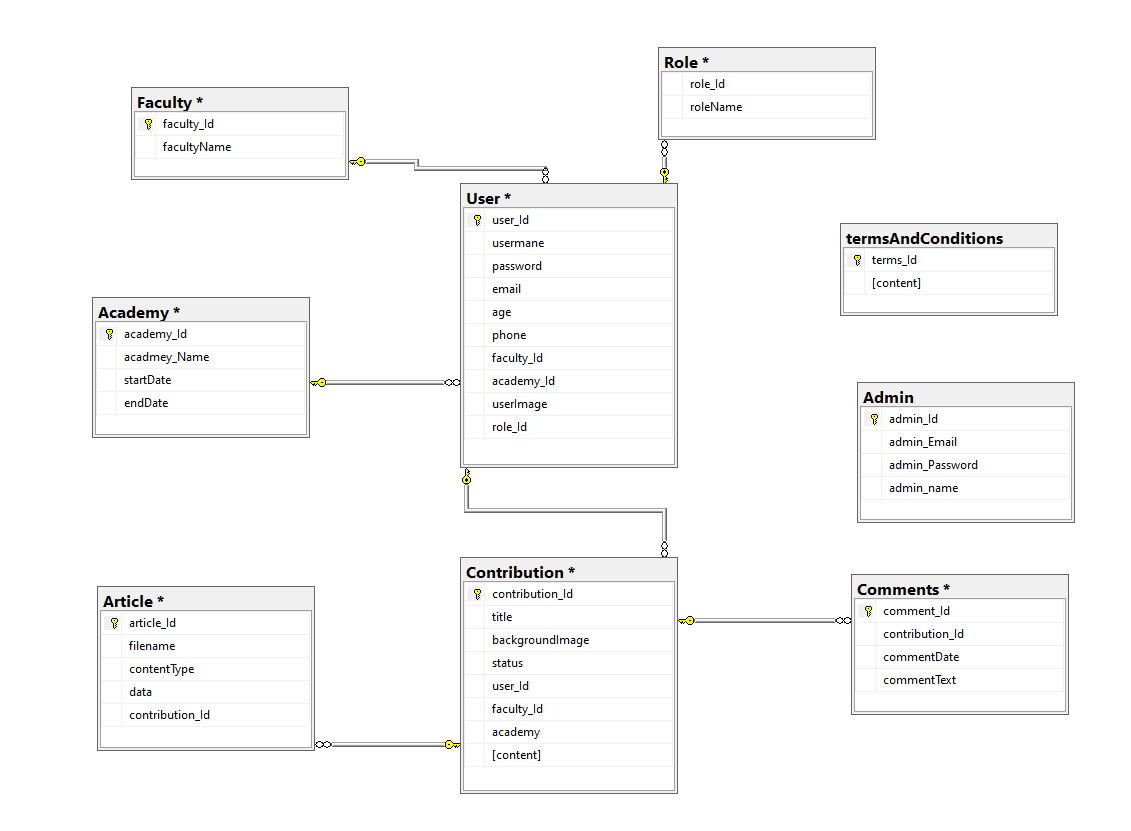 Role *
role_Id
roleName
Faculty *
faculty_Id
facultyName
User *
user_Id
usermane
password
email
age
phone
faculty_Id
academy_Id
userImage
role_Id
termsAndConditions
terms_Id
[content]
Academy *
academy_Id
acadmey_Name
startDate
endDate
Admin
admin_Id
admin_Email
admin_Password
admin_name
Contribution *
contribution_Id
title
backgroundImage
status
user_Id
faculty_Id
academy
[content]
Comments *
comment_Id
contribution_Id
commentDate
commentText
Article *
article_Id
filename
contentType
data
contribution_Id